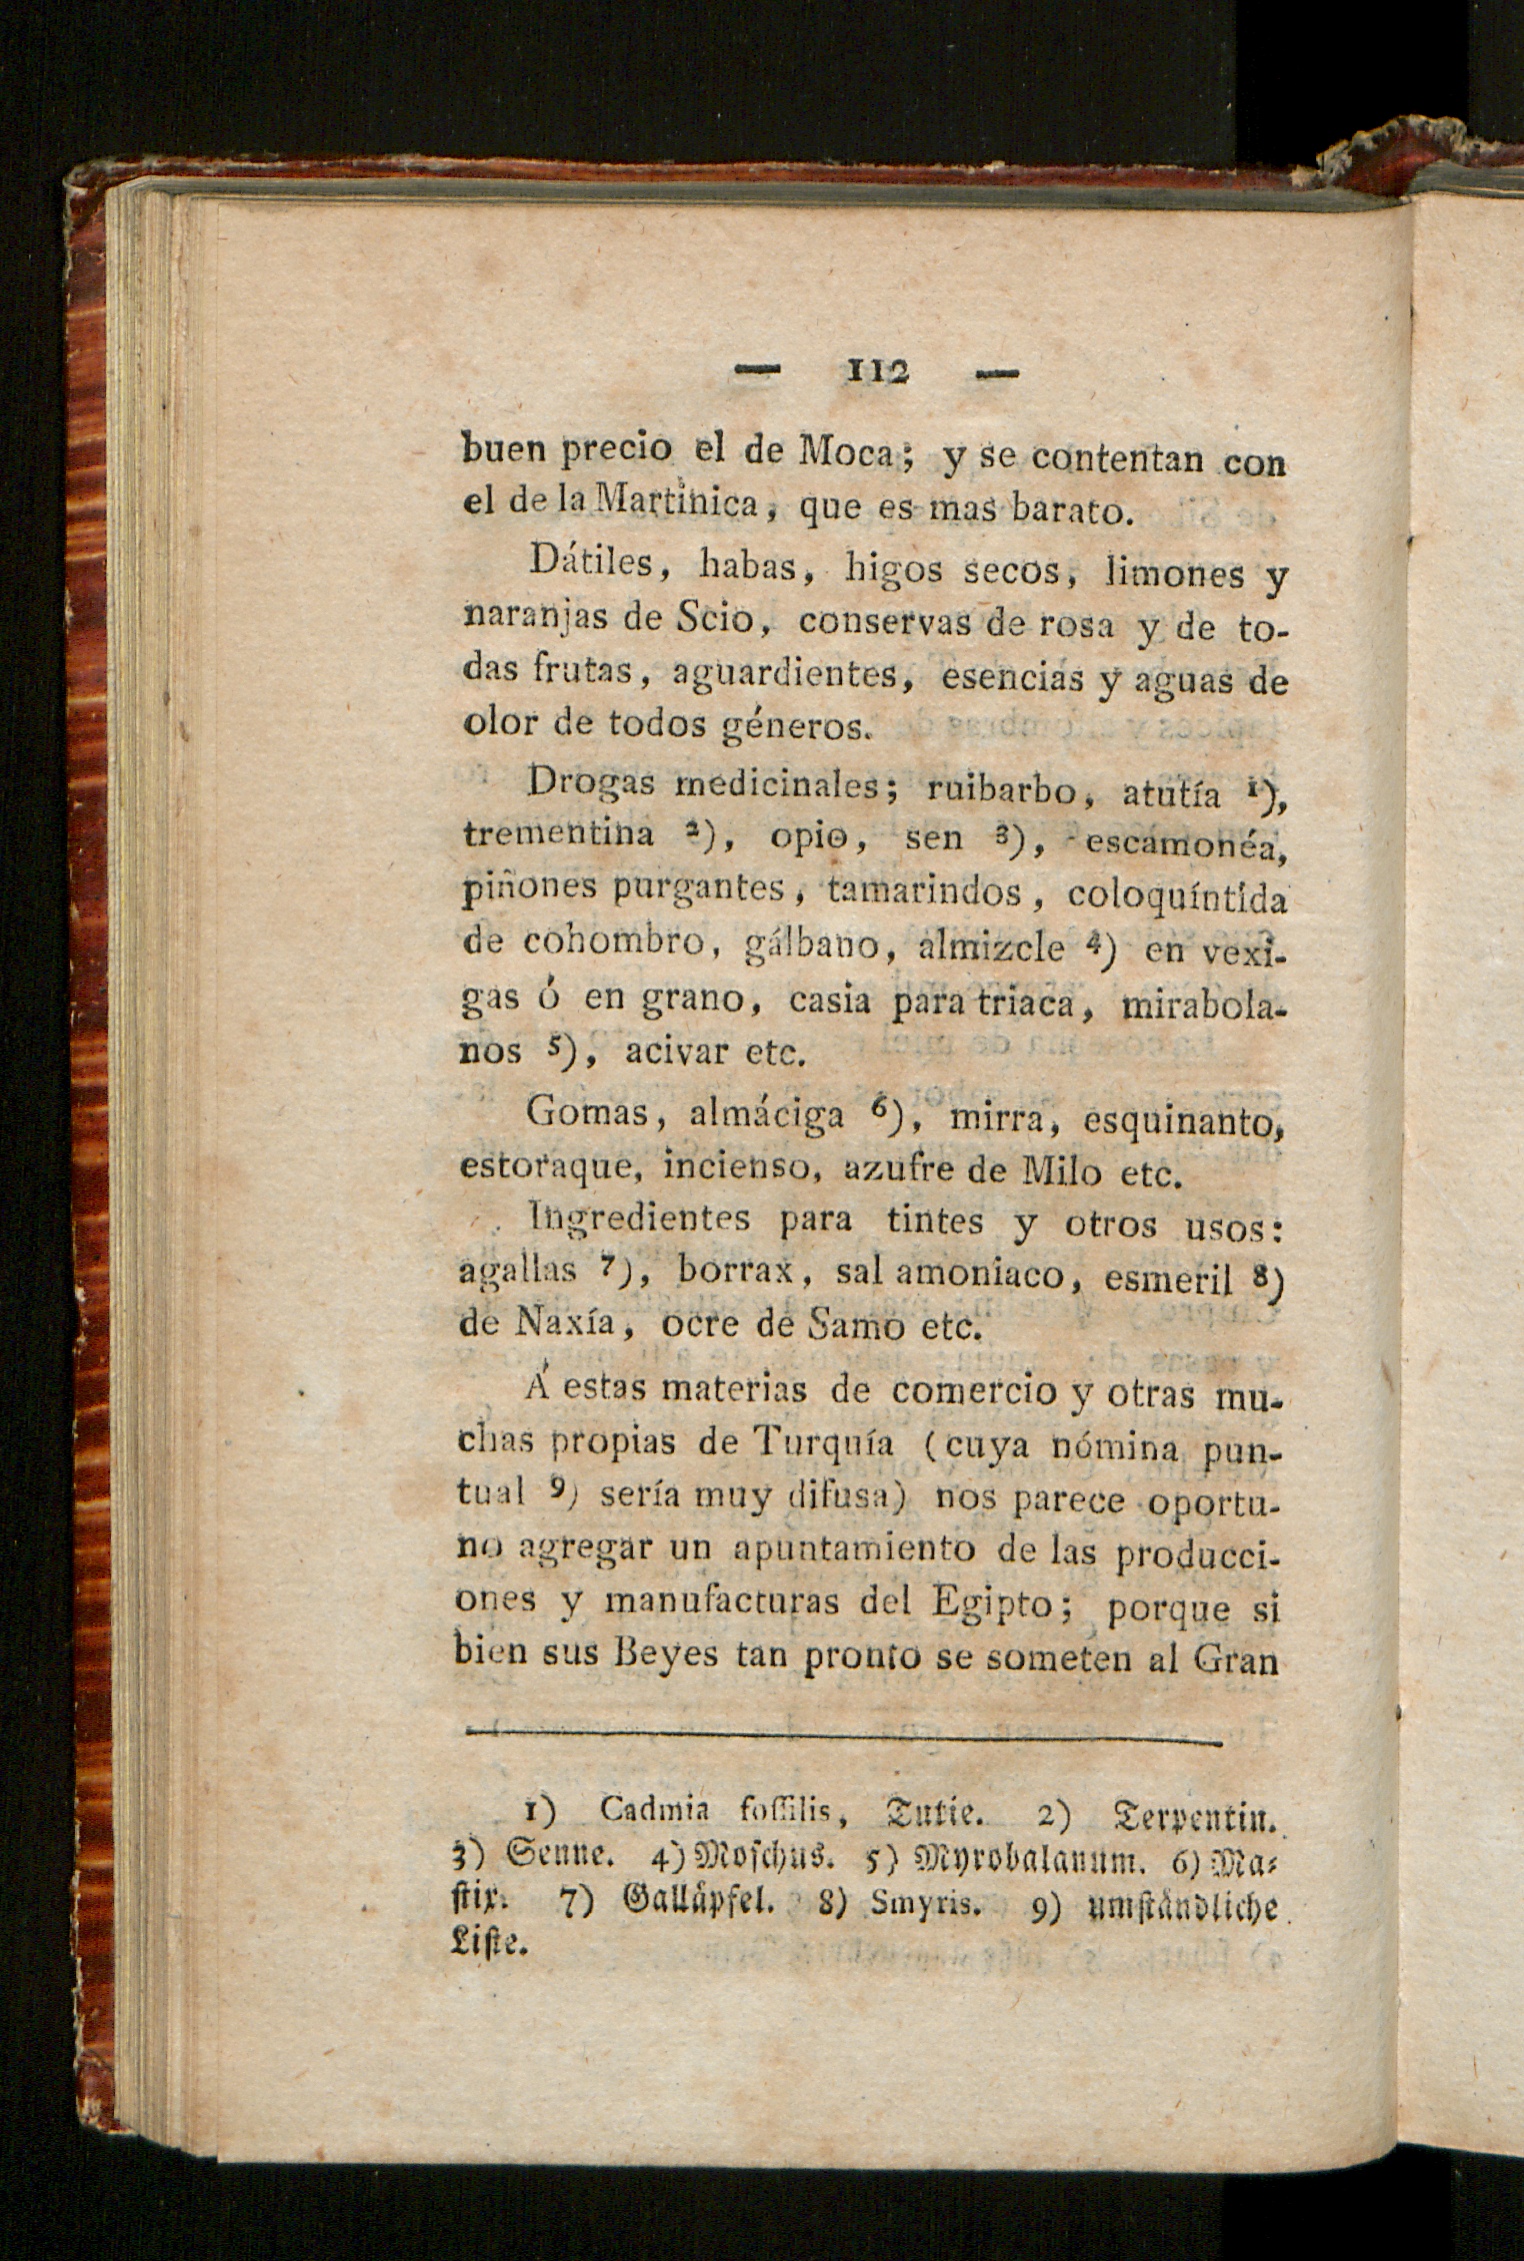 — 112 —
buen precio el de Moca; y se contentan con
el de la Martinica, que es mas barato.
Dátiles, habas, higos secos, limones y
naranjas de Scio, conservas de rosa y de to-
das frutas, aguardientes, esencias y aguas de
olor de todos géneros.
Drogas medicinales; ruibarbo, atutía 1),
trementina 2), opio, sen 3), escamonéa,
piñones purgantes, tamarindos, coloquíntida
de cohombro, gálbano, almizcle 4) en vexi-
gas ó en grano, casia para triaca, mirabola-
nos 5), acivar etc.
Gomas, almáciga 6), mirra, esquinanto,
estoraque, incienso, azufre de Milo etc.
Ingredientes para tintes y otros usos:
agallas 7), borrax, sal amoniaco, esmeril 8)
de Naxía, ocre de Samo etc.
Á estas materias de comercio y otras mu-
chas propias de Turquía (cuya nómina pun-
tual 9) sería muy difusa) nos parece oportu-
no agregar un apuntamiento de las producci-
ones y manufacturas del Egipto; porque si
bien sus Beyes tan pronto se someten al Gran
1) Cadmia foſſilis, Tutie. 2) Terpentin.
3) Senne. 4) Moſchus. 5) Myrobalanum. 6) Ma-
ſtix. 7) Galläpfel. 8) Smyris. 9) umſtändliche
Liſte.